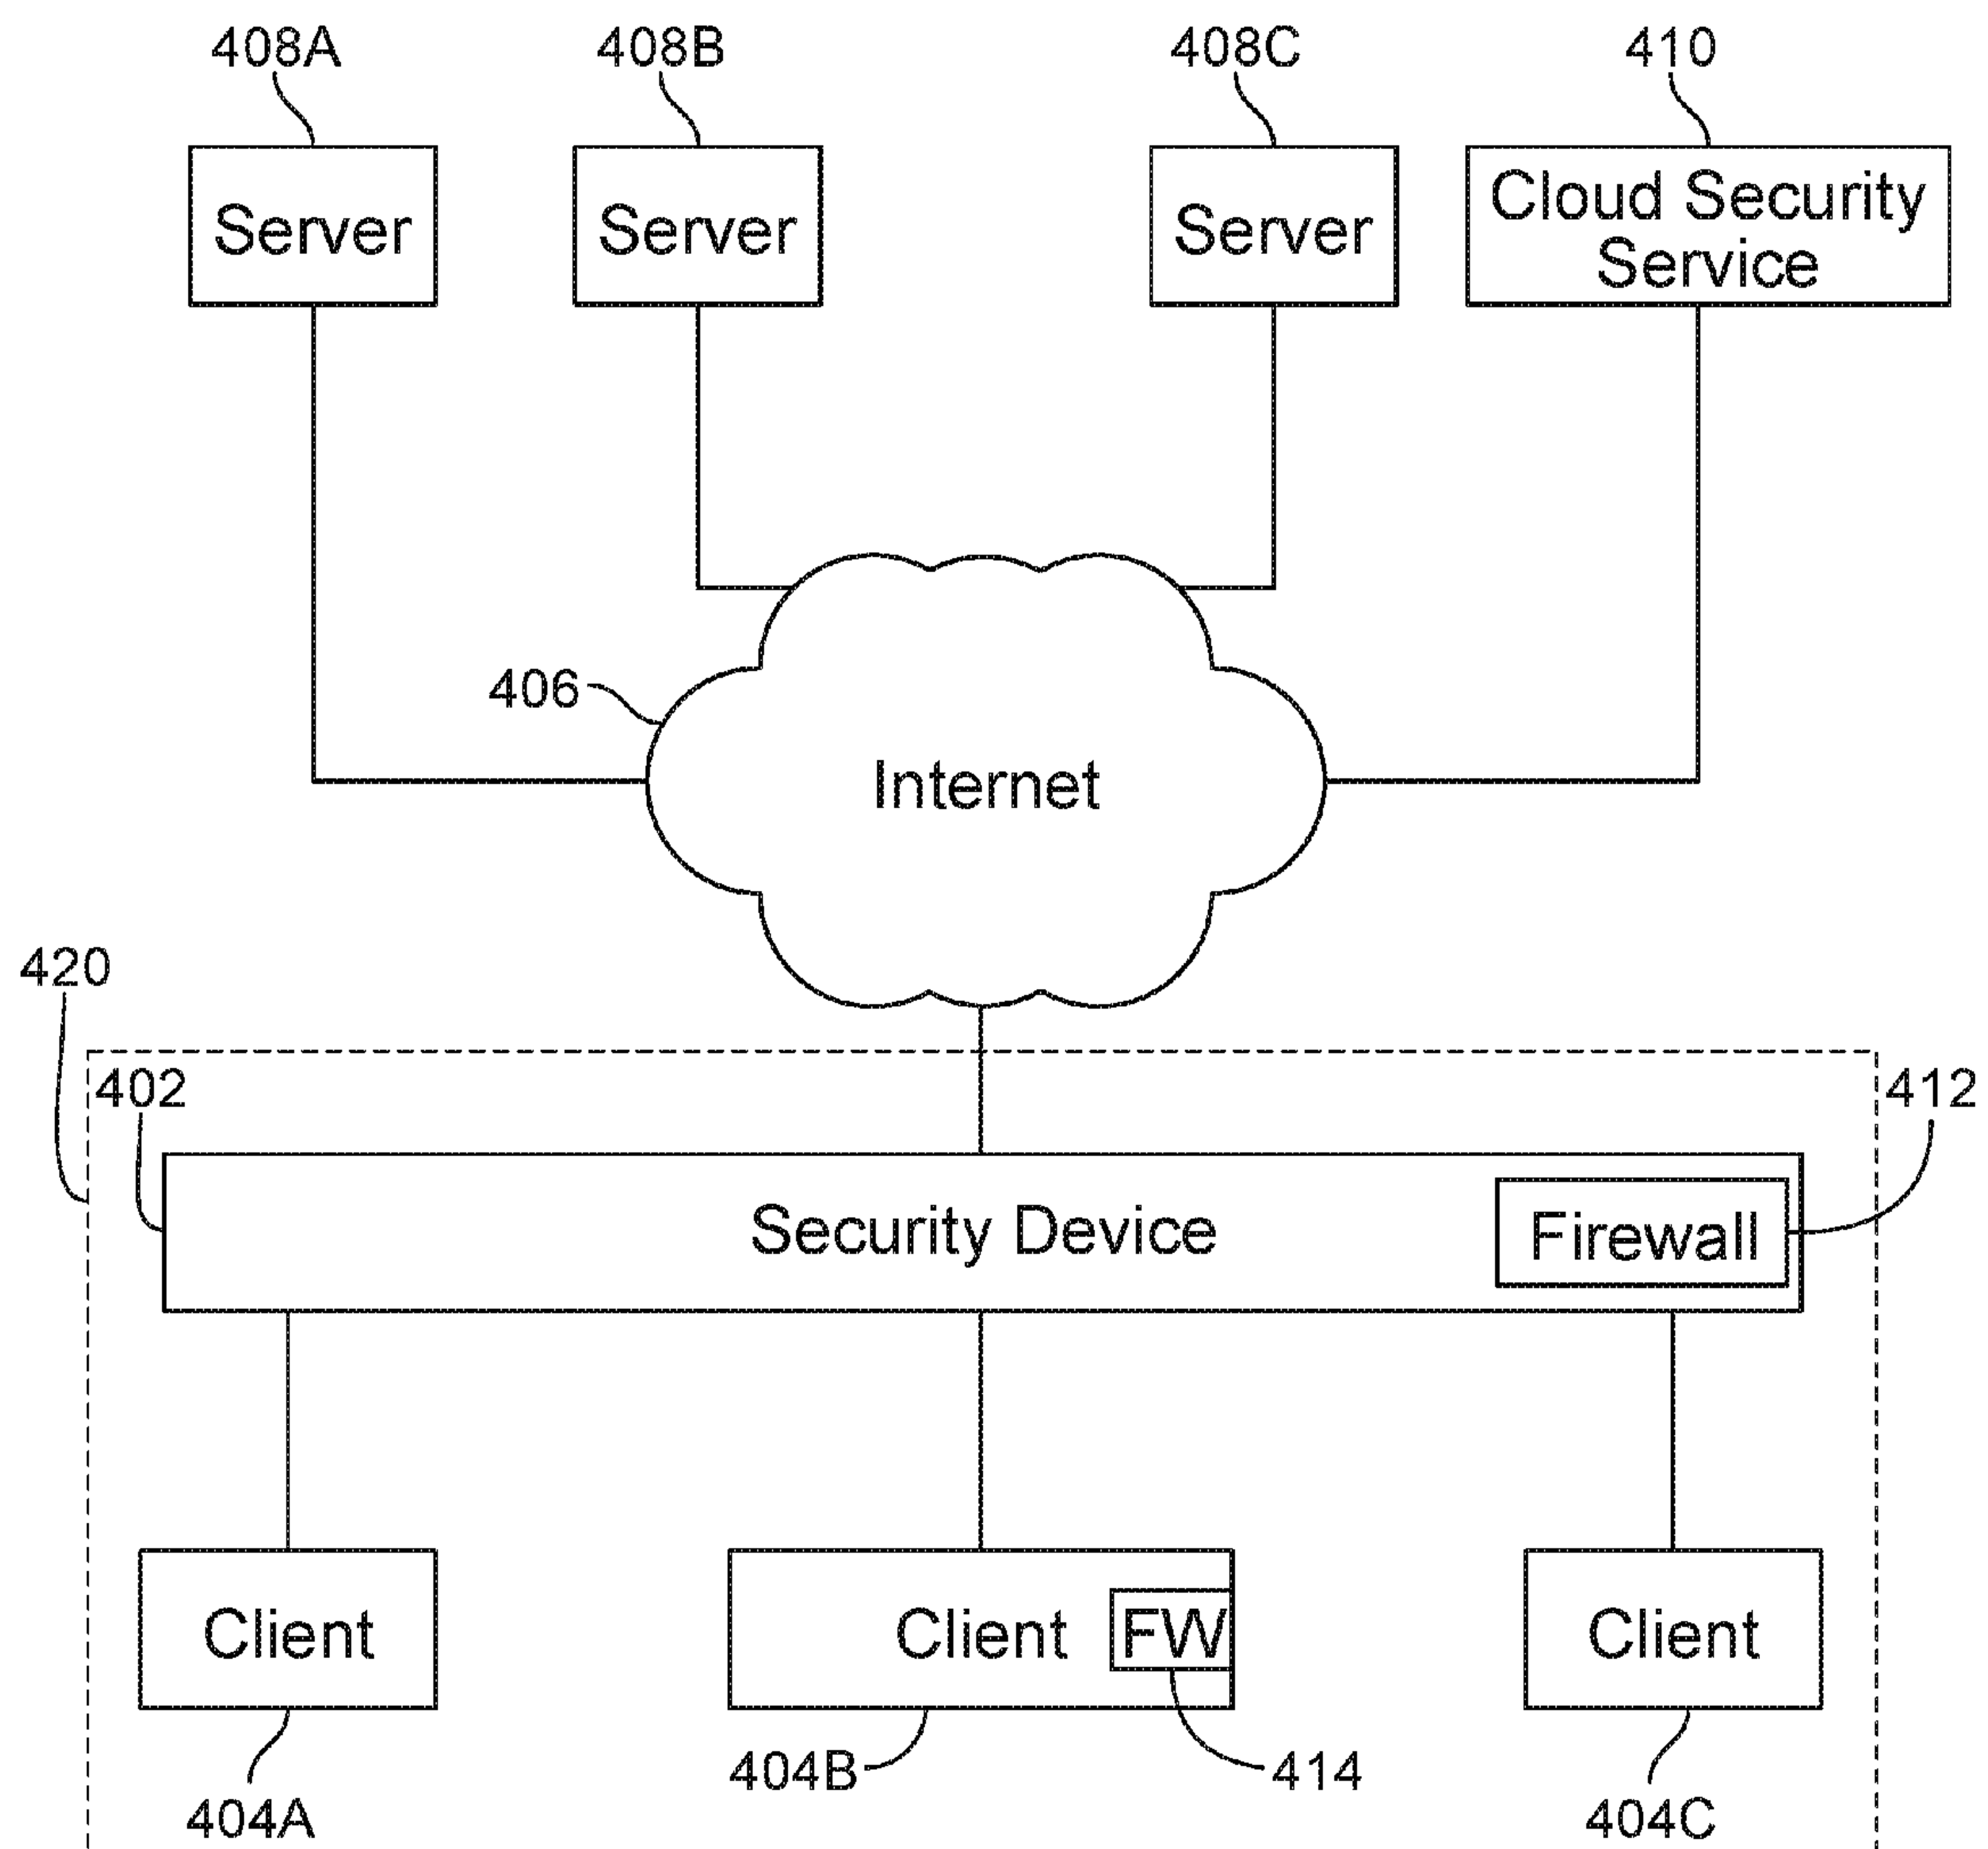 408A
408B
408C
410
Server
Server
Server
Cloud Security
Service
406
Internet
420
402
412
Security Device
Firewall
Client
Client
FW
Client
404B
414
404A
404C